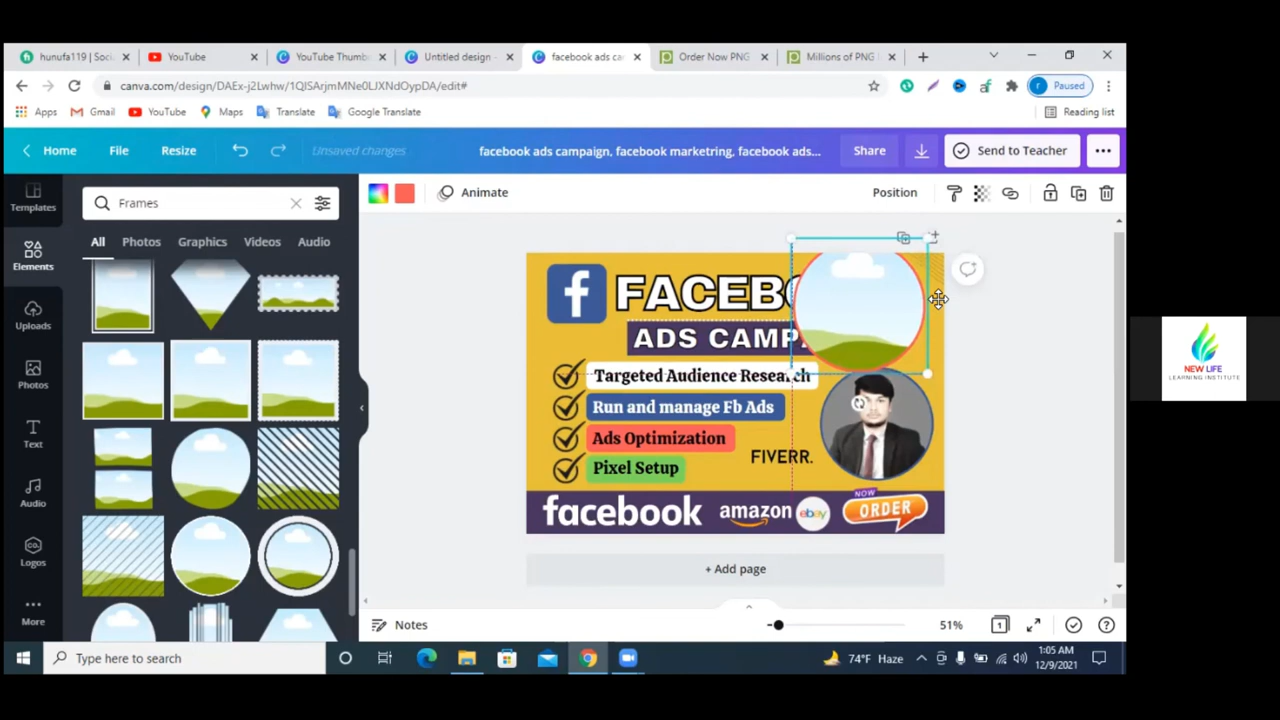 hunufa119 | Soci
YouTube
YouTube Thumb
Untitled design -
facebook ads ca
Order Now PNG
Millions of PNG
canva.com/design/DAEx-j2Lwhw/1QISArjmMNe0LJXNdOypDA/edit#
Paused
Apps
Gmail
YouTube
Maps
Translate
Google Translate
Reading list
Home
File
Resize
Unsaved changes
facebook ads campaign, facebook marketring, facebook ads...
Share
Send to Teacher
Templates
Frames
Animate
Position
All
Photos
Graphics
Videos
Audio
Elements
Uploads
Photos
Text
Audio
Logos
More
f FACEBO
ADS CAMPA
Targeted Audience Research
Run and manage Fb Ads
Ads Optimization
Pixel Setup
FIVERR.
facebook
amazon
ebay
NOW
ORDER
+ Add page
Notes
51%
1
NEW LIFE
LEARNING INSTITUTE
Type here to search
74°F Haze
1:05 AM
12/9/2021